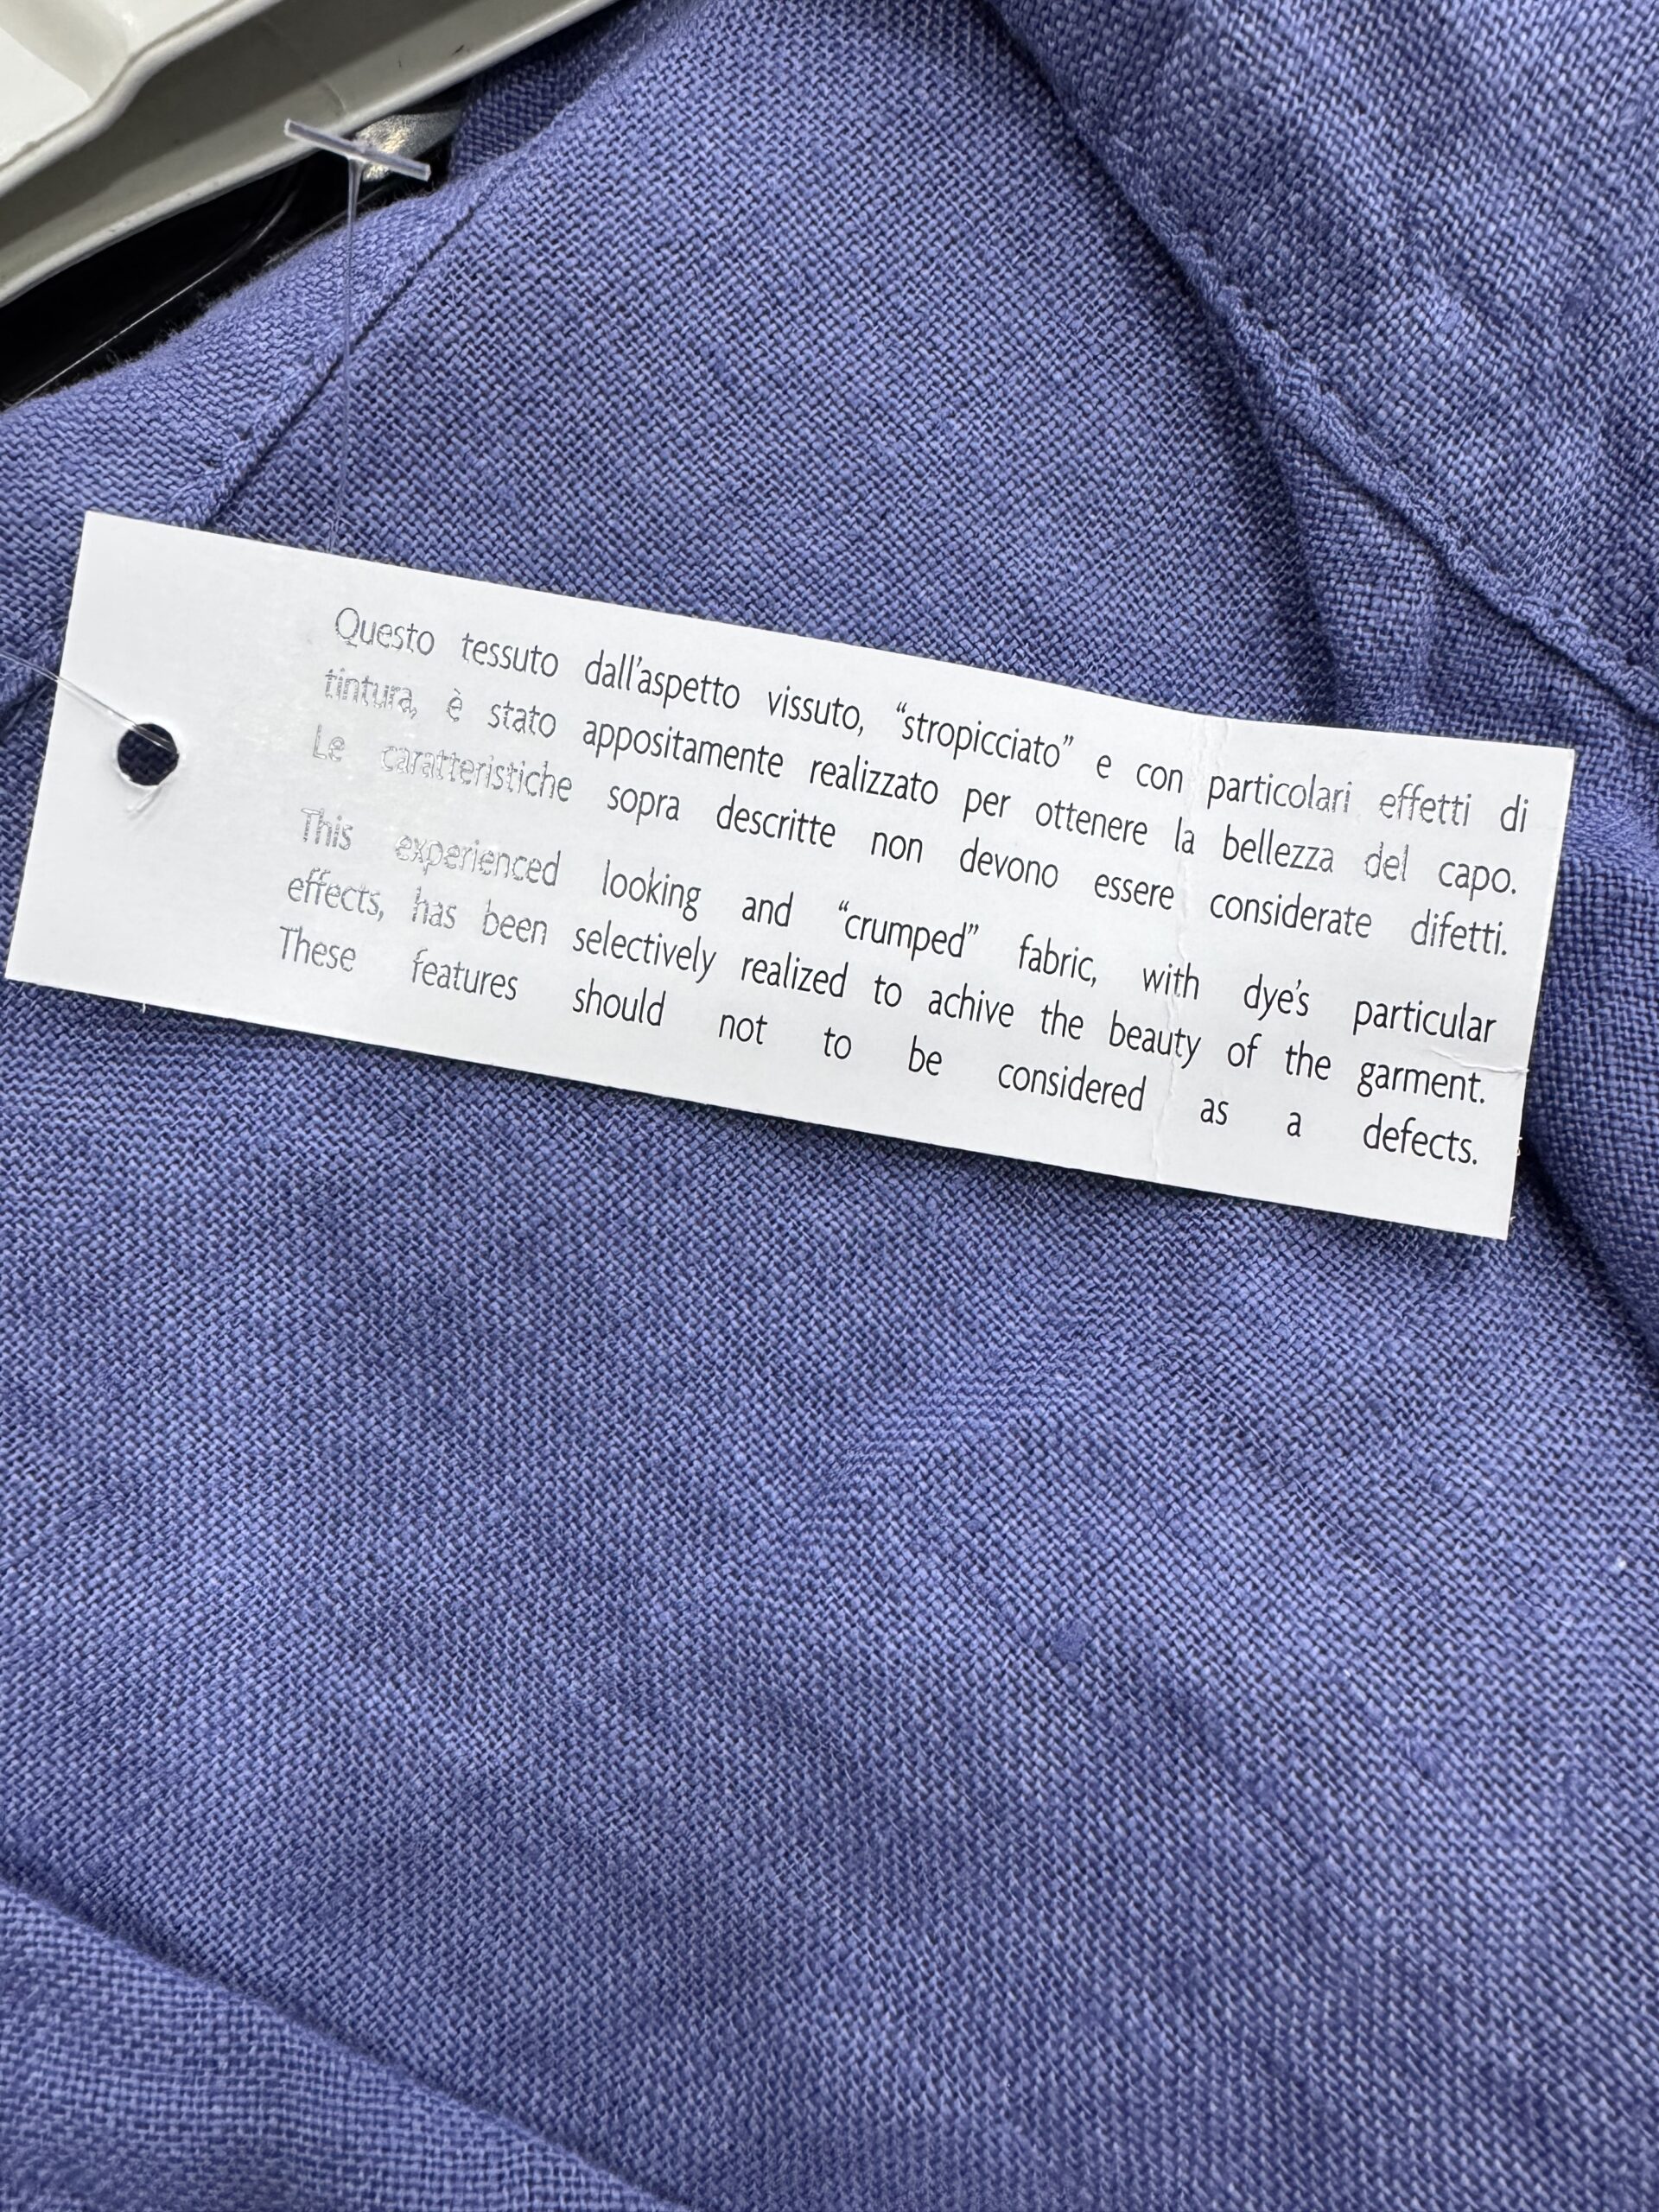 Questo tessuto dall'aspetto vissuto, “stropicciato” e con particolari effetti di
tintura, è stato appositamente realizzato per ottenere la bellezza del capo.
Le caratteristiche sopra descritte non devono essere considerate difetti.
This experienced looking and “crumped” fabric, with dye's particular
effects, has been selectively realized to achive the beauty of the garment.
These features should not to be considered as a defects.